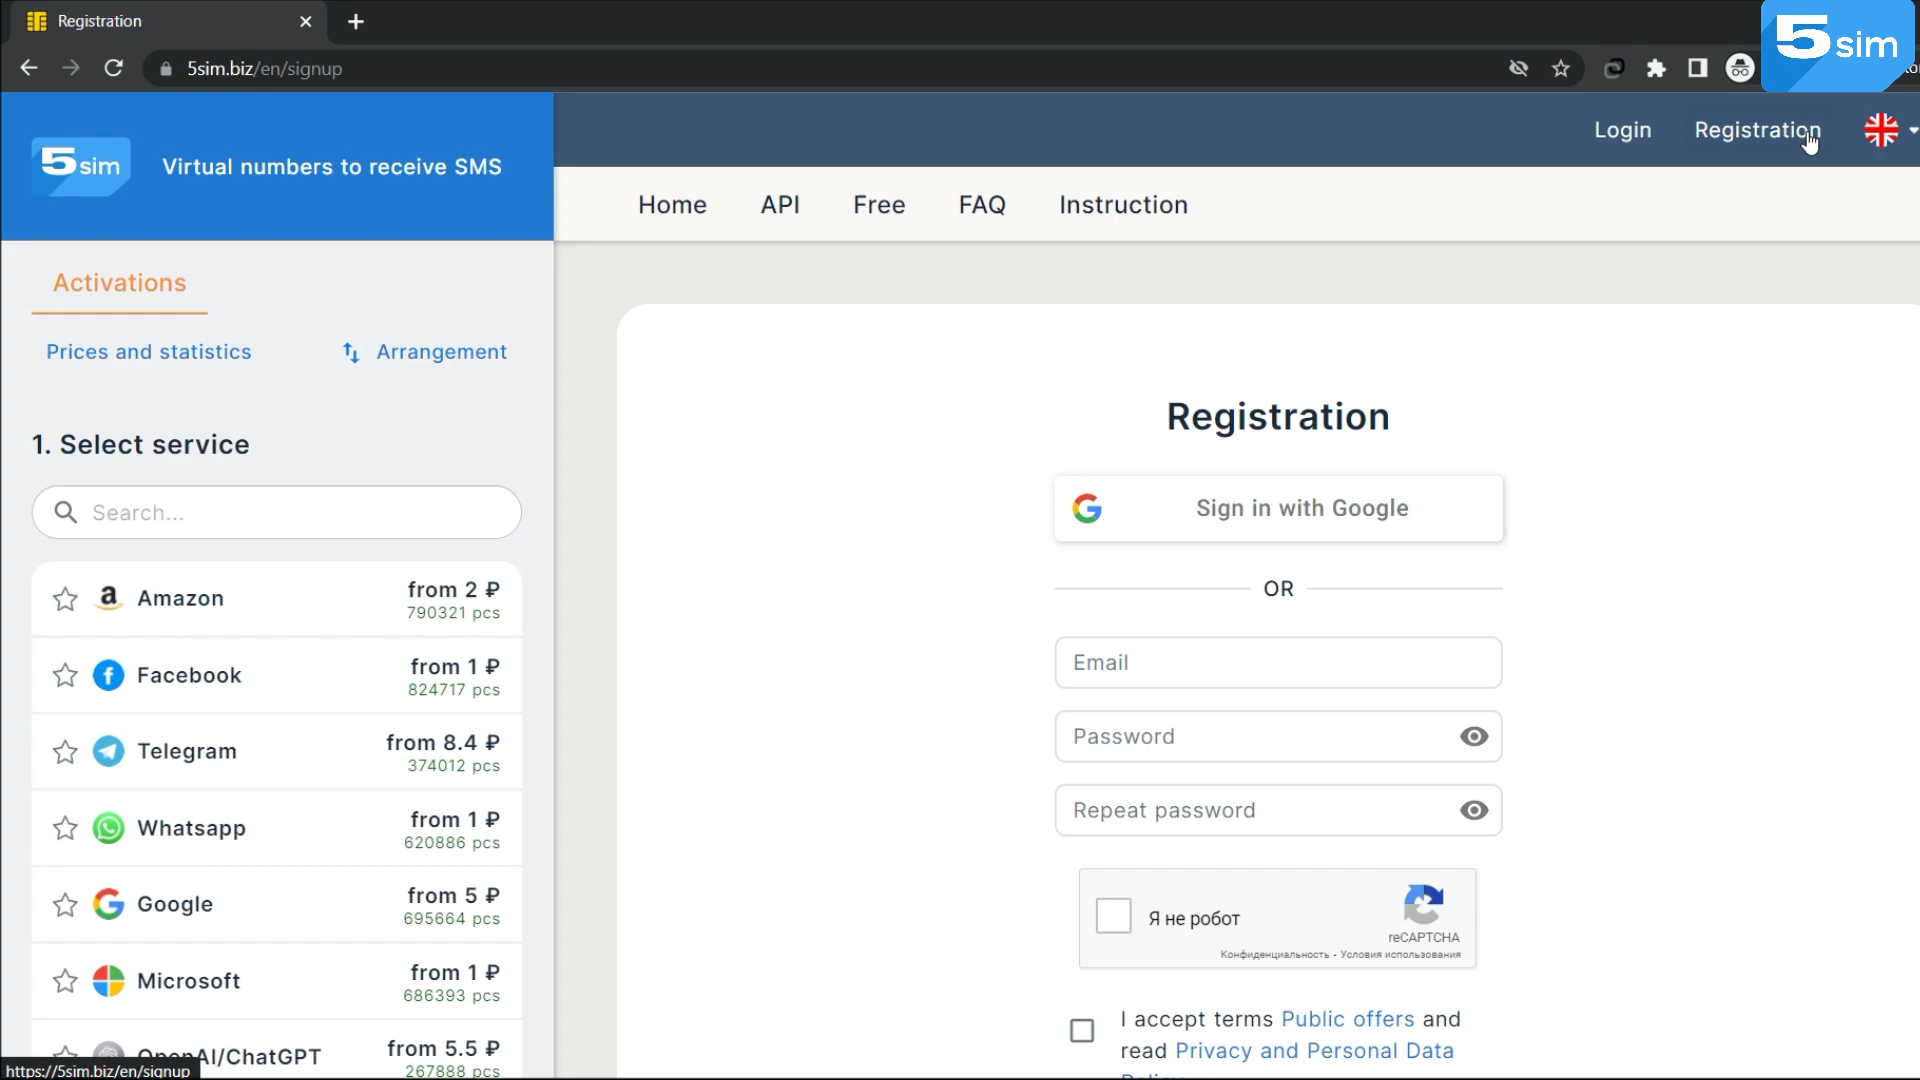 Registration
5sim.biz/en/signup
5sim
Login
Registration
5sim
Virtual numbers to receive SMS
Home
API
Free
FAQ
Instruction
Activations
Prices and statistics
Arrangement
1. Select service
Search...
Amazon
from 2 ₽
790321 pcs
Facebook
from 1 ₽
824717 pcs
Telegram
from 8.4 ₽
374012 pcs
Whatsapp
from 1 ₽
620886 pcs
Google
from 5 ₽
695664 pcs
Microsoft
from 1 ₽
686393 pcs
OpenAI/ChatGPT
from 5.5 ₽
267888 pcs
https://5sim.biz/en/signup
Registration
Sign in with Google
OR
Email
Password
Repeat password
Я не робот
reCAPTCHA
Конфиденциальность - Условия использования
I accept terms Public offers and
read Privacy and Personal Data